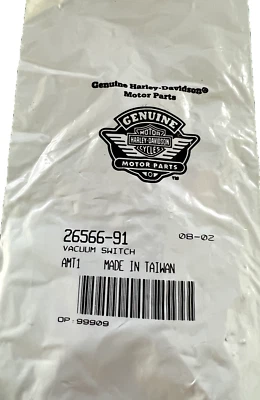 Genuine Harley-Davidson®
Motor Parts
GENUINE
MOTOR
HARLEY-DAVIDSON
CYCLES
MOTOR PARTS
TM
26566-91 08-02
VACUUM SWITCH
AMT1 MADE IN TAIWAN
OP:99909